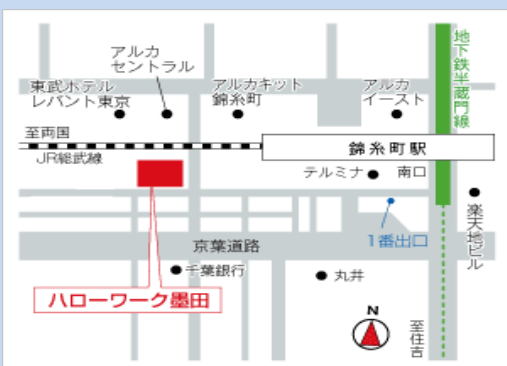 アルカ
セントラル
東武ホテル
レバント東京
アルカキット
錦糸町
アルカ
イースト
地下鉄半蔵門線
至両国
JR総武線
錦糸町駅
テルミナ
南口
1番出口
楽天地ビル
京葉道路
千葉銀行
丸井
ハローワーク墨田
N
至住吉